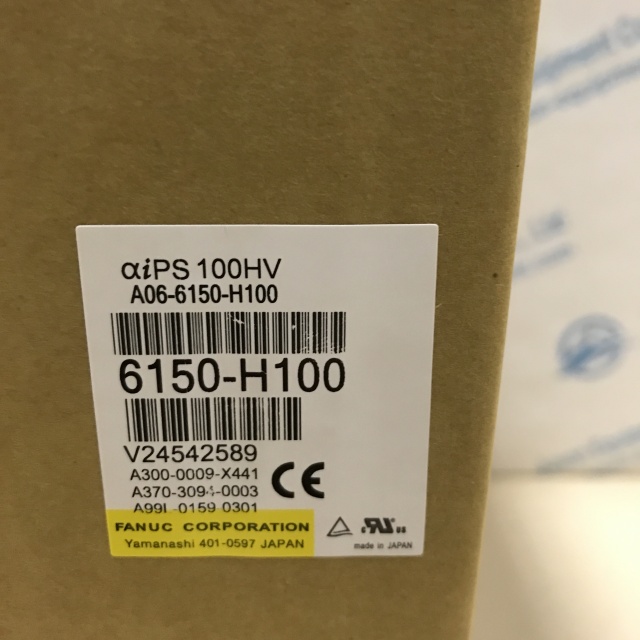 αiPS 100HV
A06-6150-H100
6150-H100
V24542589
A300-0009-X441
A370-3094-0003
A99L-0159 0301
CE
FANUC CORPORATION
Yamanashi 401-0597 JAPAN
made in JAPAN